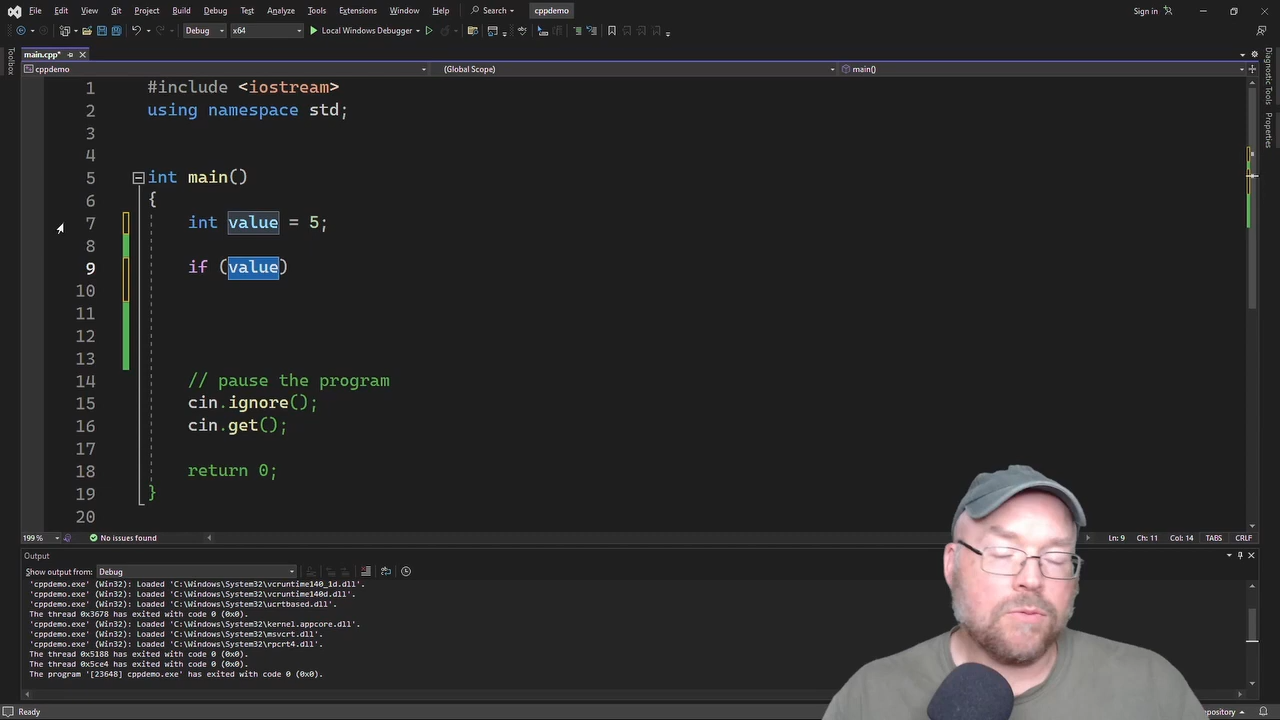 File Edit View Git Project Build Debug Test Analyze Tools Extensions Window Help Search cppdemo Sign in
Debug x64 Local Windows Debugger
Toolbox
main.cpp*
cppdemo (Global Scope) main()
Diagnostic Tools
Properties
1 #include <iostream>
2 using namespace std;
3
4
5 int main()
6 {
7 int value = 5;
8
9 if (value)
10
11
12
13
14 // pause the program
15 cin.ignore();
16 cin.get();
17
18 return 0;
19 }
20
199 % No issues found Ln: 9 Ch: 11 Col: 14 TABS CRLF
Output
Show output from: Debug
'cppdemo.exe' (Win32): Loaded 'C:\Windows\System32\vcruntime140_1d.dll'.
'cppdemo.exe' (Win32): Loaded 'C:\Windows\System32\vcruntime140d.dll'.
'cppdemo.exe' (Win32): Loaded 'C:\Windows\System32\ucrtbased.dll'.
The thread 0x3678 has exited with code 0 (0x0).
'cppdemo.exe' (Win32): Loaded 'C:\Windows\System32\kernel.appcore.dll'.
'cppdemo.exe' (Win32): Loaded 'C:\Windows\System32\msvcrt.dll'.
'cppdemo.exe' (Win32): Loaded 'C:\Windows\System32\rpcrt4.dll'.
The thread 0x5188 has exited with code 0 (0x0).
The thread 0x5ce4 has exited with code 0 (0x0).
The program '[23648] cppdemo.exe' has exited with code 0 (0x0).
Ready